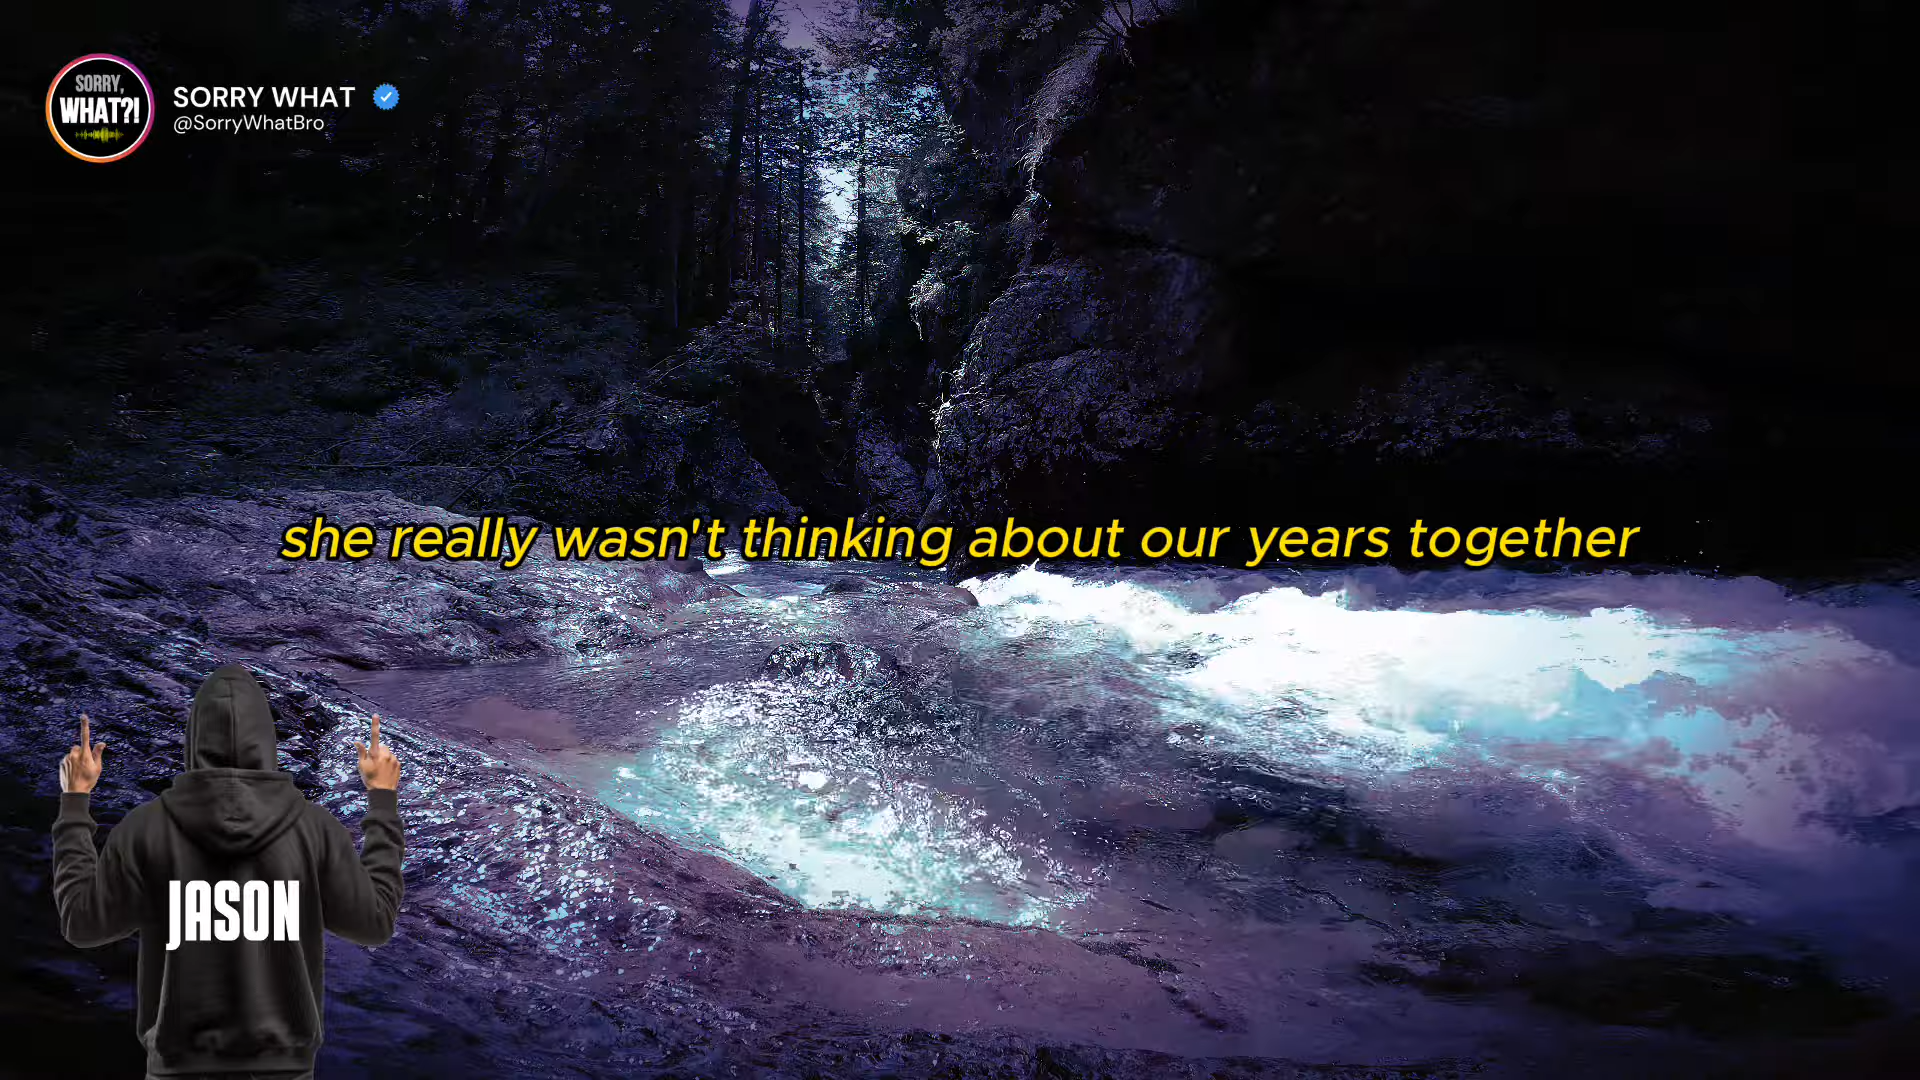 SORRY,
WHAT?!
SORRY WHAT
@SorryWhatBro
she really wasn't thinking about our years together
JASON